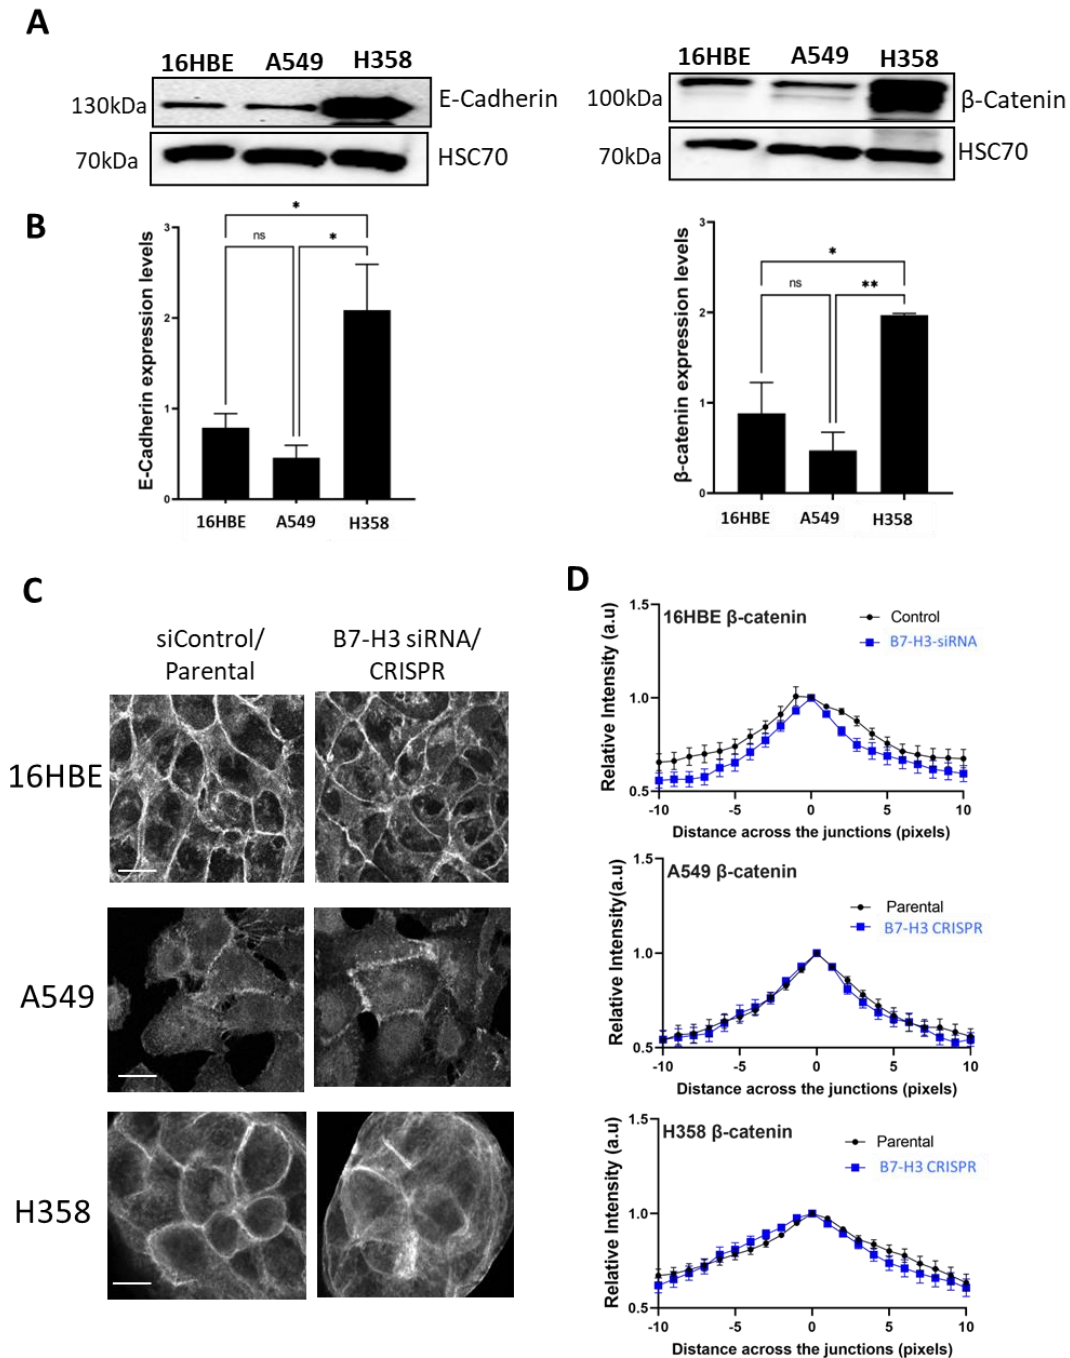 A
16HBE A549 H358
130kDa E-Cadherin
70kDa HSC70
16HBE A549 H358
100kDa β-Catenin
70kDa HSC70
B
E-Cadherin expression levels
3
2
1
0
*
ns *
16HBE A549 H358
β-catenin expression levels
3
2
1
0
*
ns **
16HBE A549 H358
C
siControl/
Parental
B7-H3 siRNA/
CRISPR
16HBE
A549
H358
D
16HBE β-catenin
Control
B7-H3-siRNA
Relative Intensity (a.u)
1.5
1.0
0.5
-10 -5 0 5 10
Distance across the junctions (pixels)
A549 β-catenin
Parental
B7-H3 CRISPR
Relative Intensity(a.u)
1.5
1.0
0.5
-10 -5 0 5 10
Distance across the junctions (pixels)
H358 β-catenin
Parental
B7-H3 CRISPR
Relative Intensity (a.u)
1.5
1.0
0.5
-10 -5 0 5 10
Distance across the junctions (pixels)